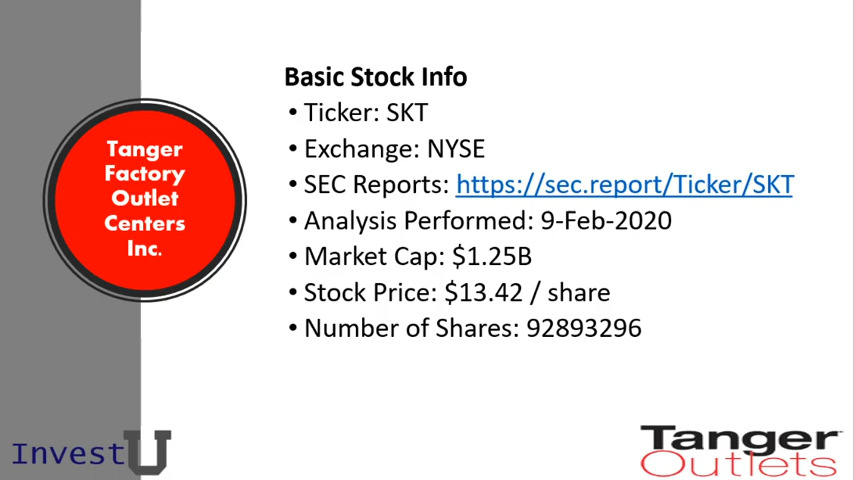 Basic Stock Info
• Ticker: SKT
• Exchange: NYSE
• SEC Reports: https://sec.report/Ticker/SKT
• Analysis Performed: 9-Feb-2020
• Market Cap: $1.25B
• Stock Price: $13.42 / share
• Number of Shares: 92893296
Tanger
Factory
Outlet
Centers
Inc.
InvestU
Tanger
Outlets